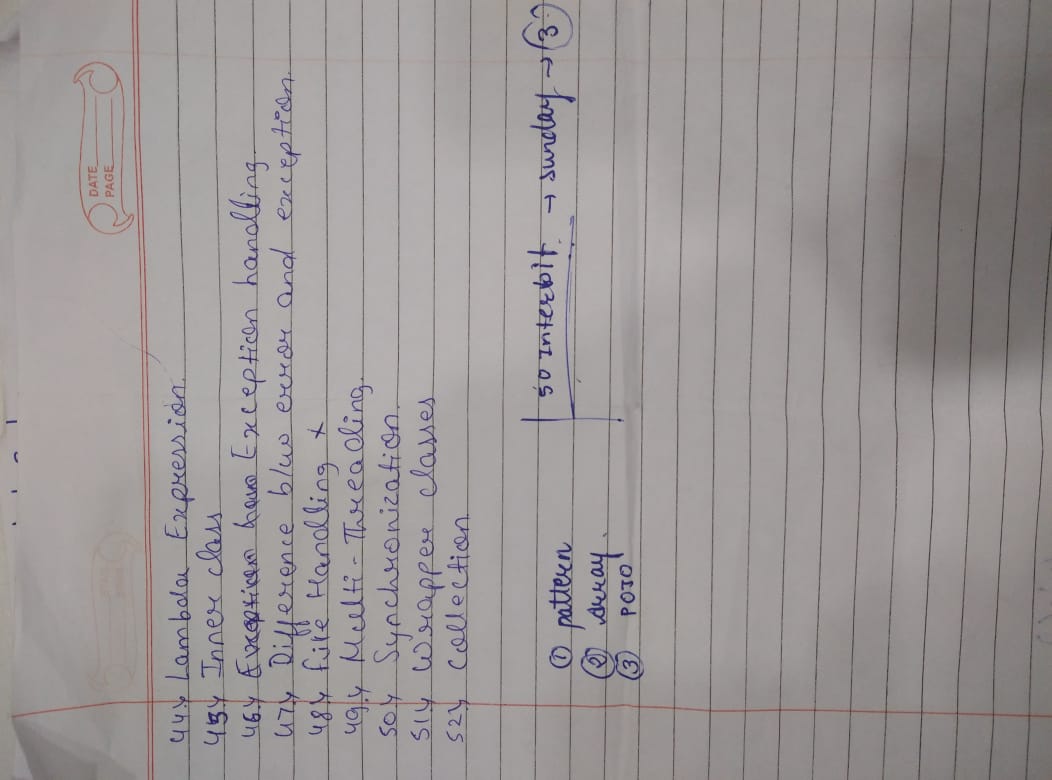 DATE
PAGE
44) Lambda Expression.
45) Inner class
46) Exception handling.
47) Difference b/w error and exception.
48) File Handling x
49) Multi-Threading.
50) Synchronization.
51) Wrapper classes
52) Collection
50 Interbit → sunday → 3
① pattern
② Array.
③ POJO